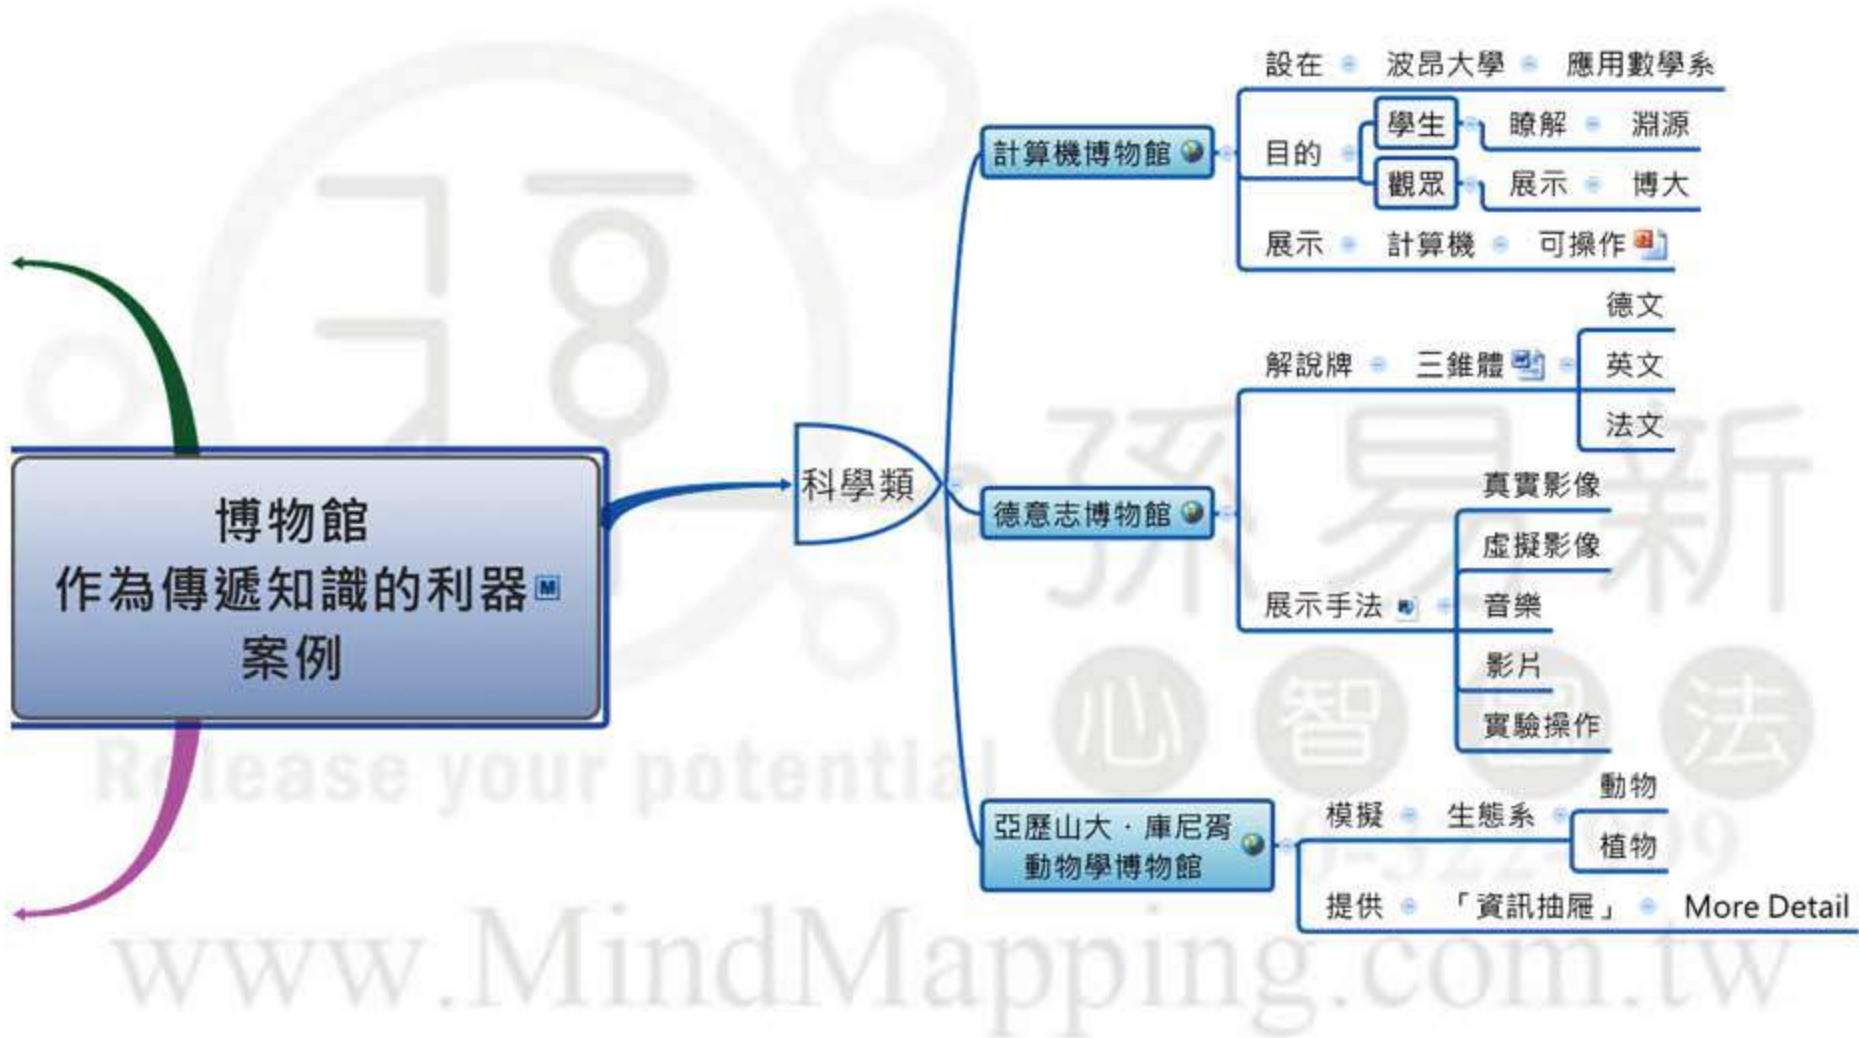 博物館
作為傳遞知識的利器
案例
科學類
計算機博物館
設在 波昂大學 應用數學系
目的
學生 瞭解 淵源
觀眾 展示 博大
展示 計算機 可操作
德意志博物館
解說牌 三錐體
德文
英文
法文
展示手法
真實影像
虛擬影像
音樂
影片
實驗操作
亞歷山大·庫尼胥
動物學博物館
模擬 生態系
動物
植物
提供 「資訊抽屜」 More Detail
孫易新
心智圖法
Release your potential
www.MindMapping.com.tw